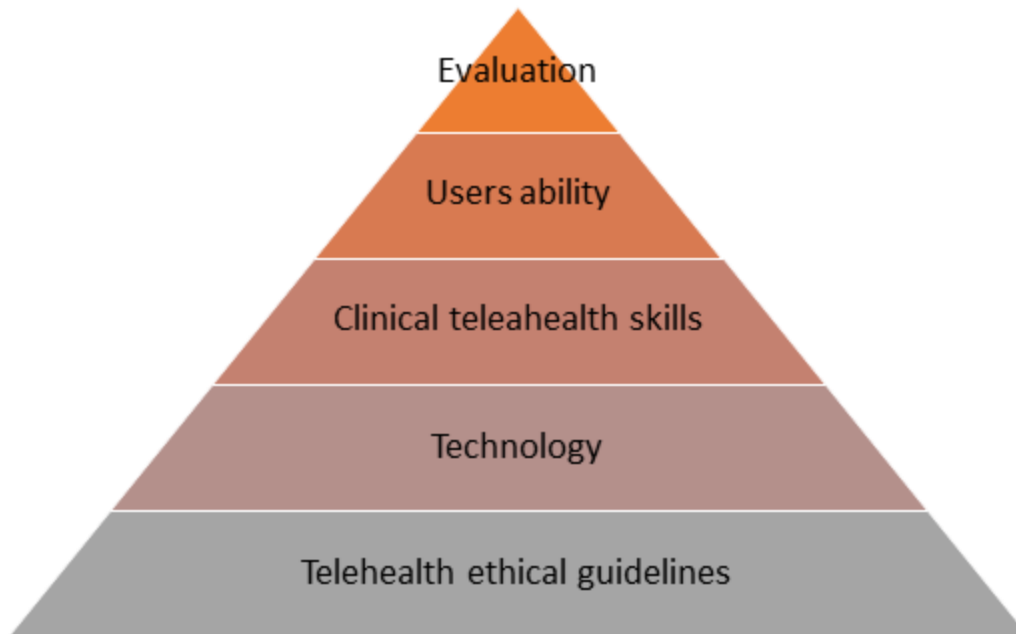 Evaluation
Users ability
Clinical teleahealth skills
Technology
Telehealth ethical guidelines